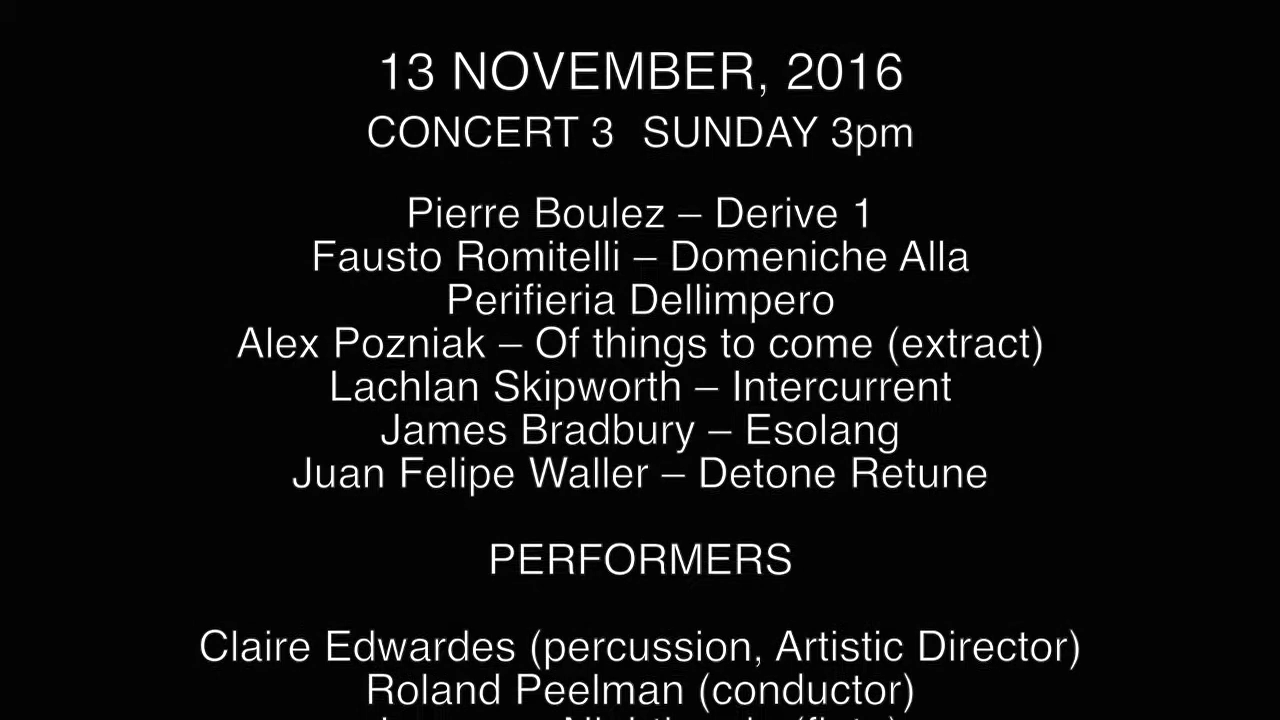 13 NOVEMBER, 2016
CONCERT 3 SUNDAY 3pm
Pierre Boulez – Derive 1
Fausto Romitelli – Domeniche Alla
Perifieria Dellimpero
Alex Pozniak – Of things to come (extract)
Lachlan Skipworth – Intercurrent
James Bradbury – Esolang
Juan Felipe Waller – Detone Retune
PERFORMERS
Claire Edwardes (percussion, Artistic Director)
Roland Peelman (conductor)